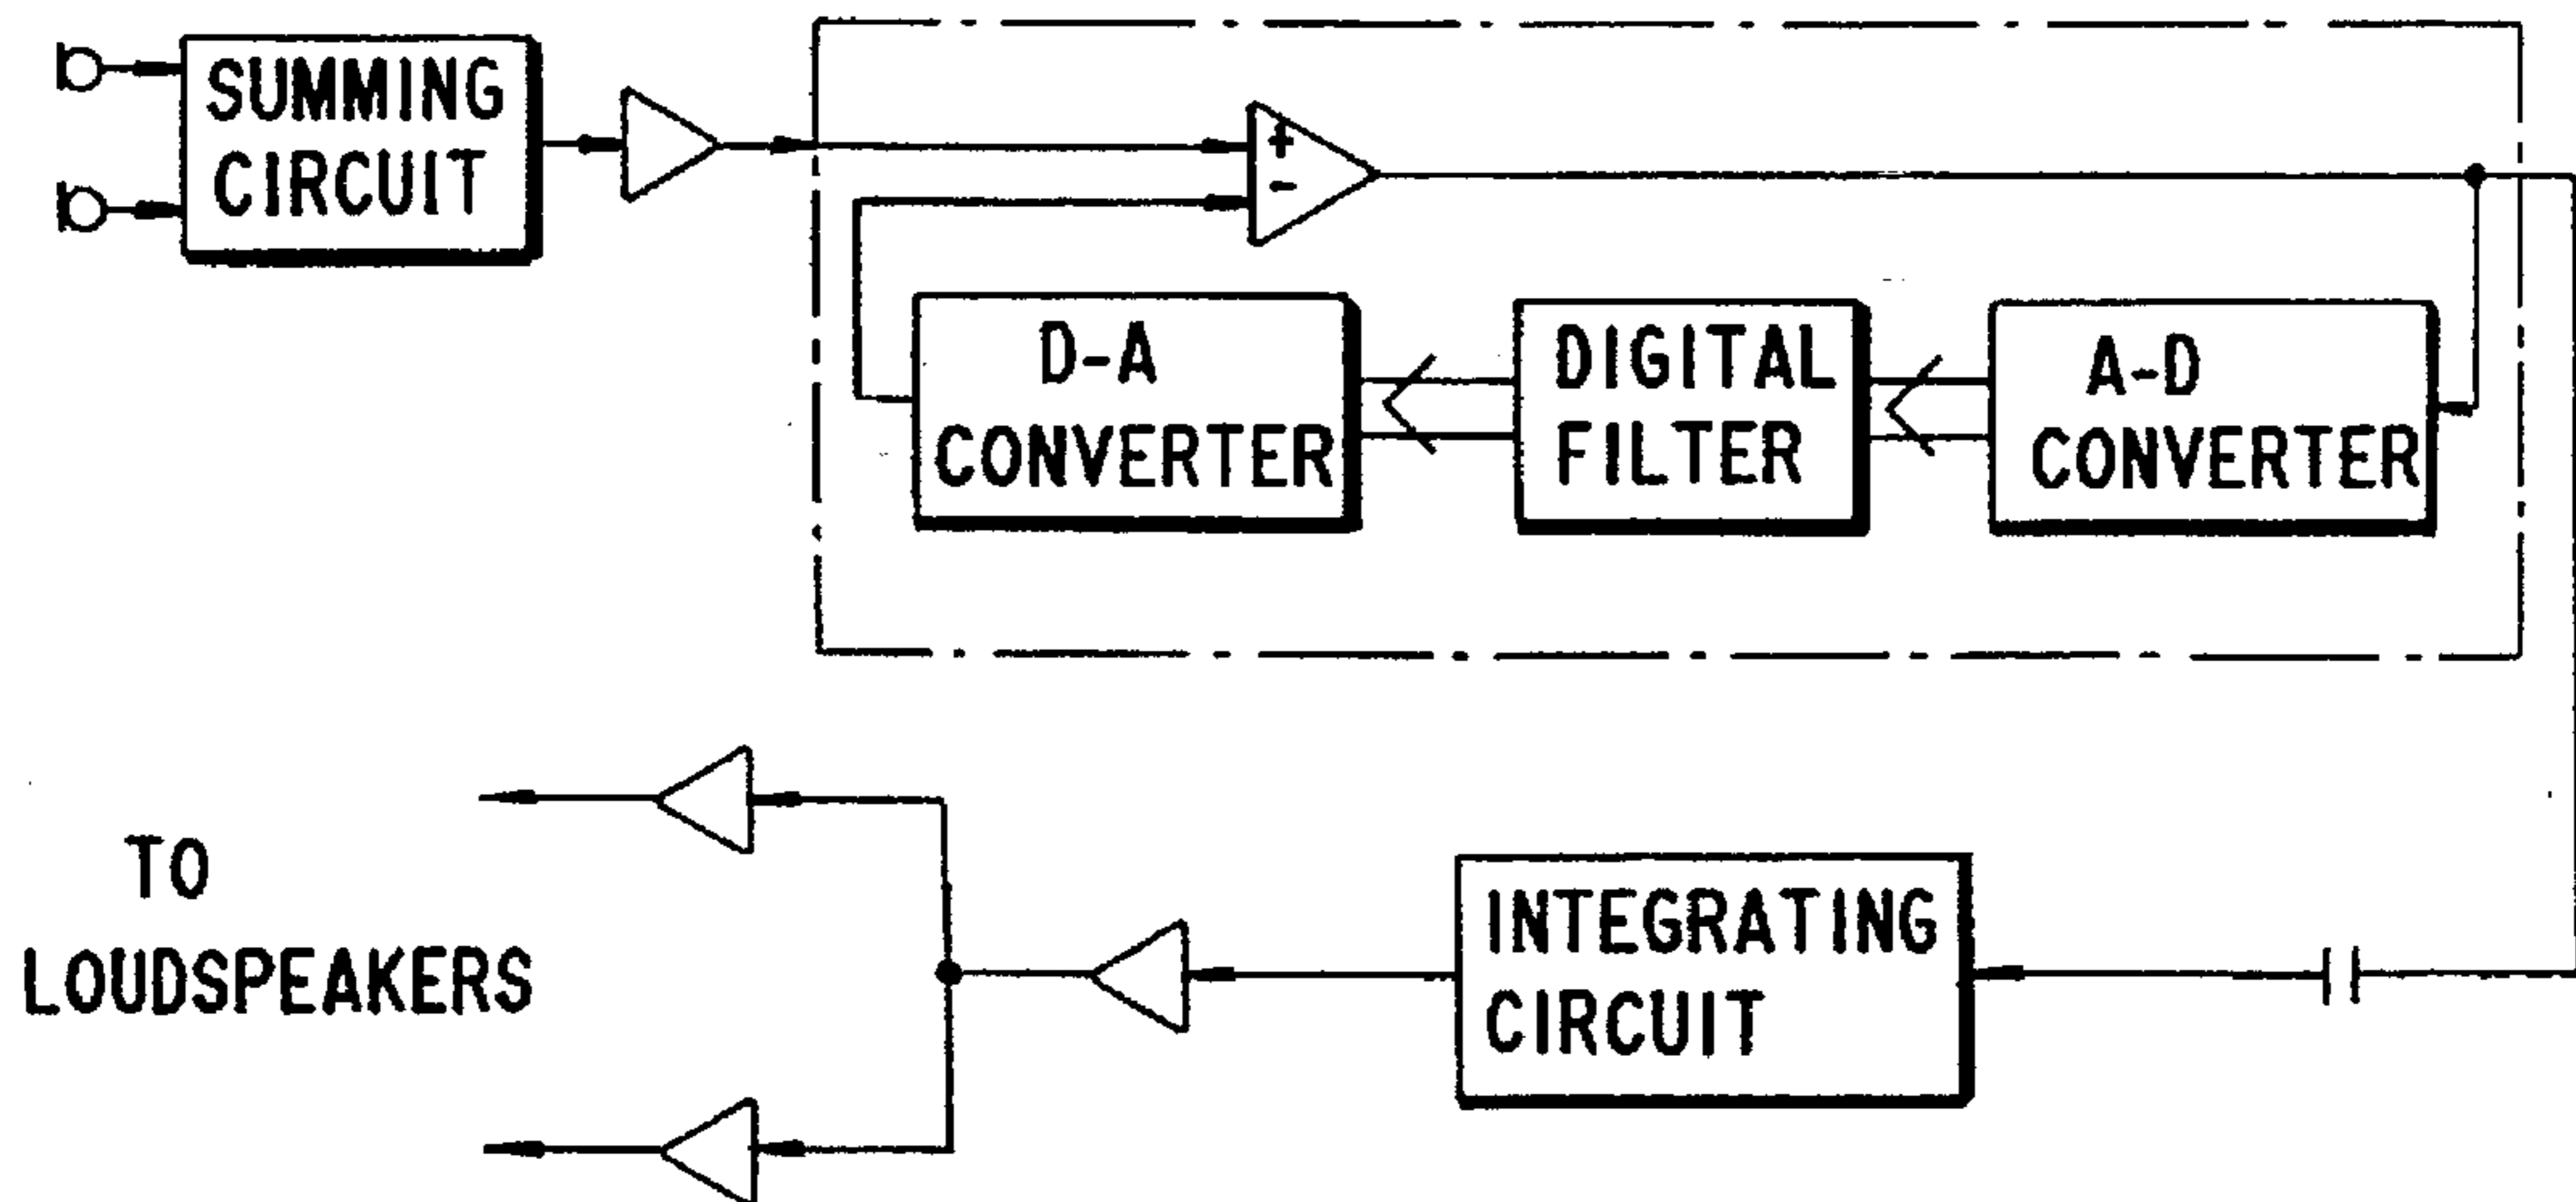 SUMMING
CIRCUIT
+
-
D-A
CONVERTER
DIGITAL
FILTER
A-D
CONVERTER
TO
LOUDSPEAKERS
INTEGRATING
CIRCUIT